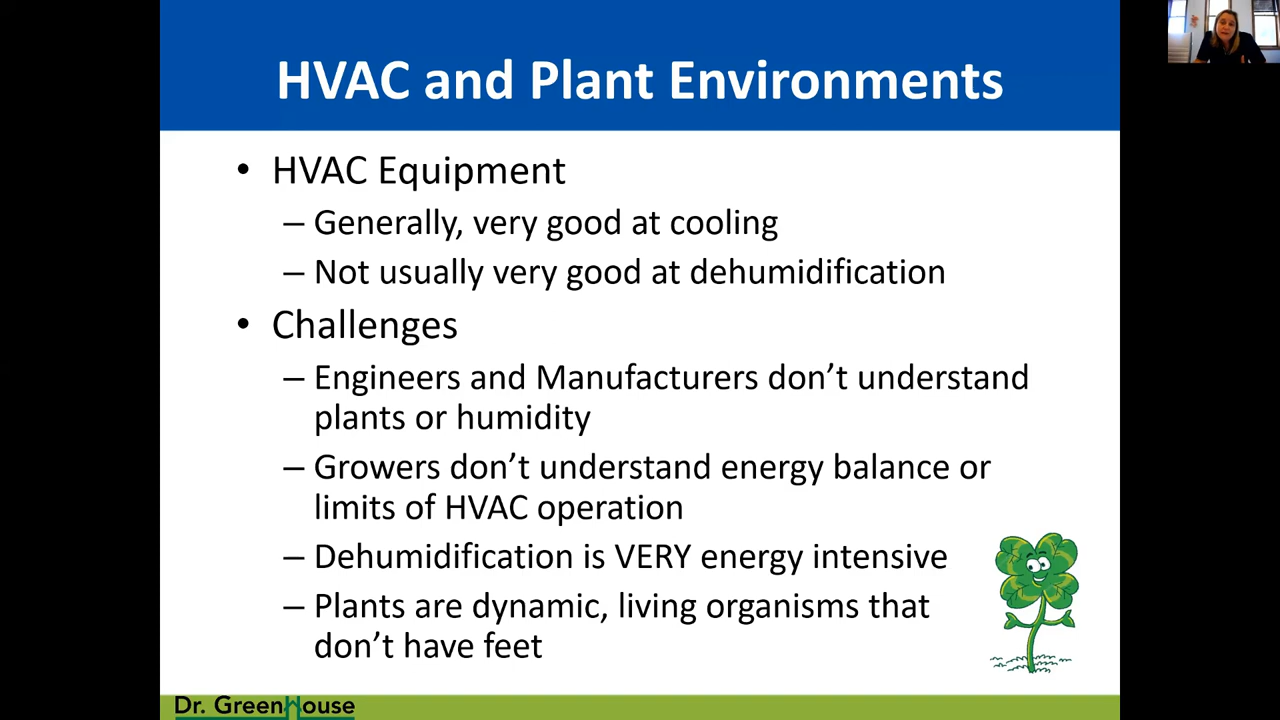 HVAC and Plant Environments
• HVAC Equipment
– Generally, very good at cooling
– Not usually very good at dehumidification
• Challenges
– Engineers and Manufacturers don’t understand
plants or humidity
– Growers don’t understand energy balance or
limits of HVAC operation
– Dehumidification is VERY energy intensive
– Plants are dynamic, living organisms that
don’t have feet
Dr. GreenHouse